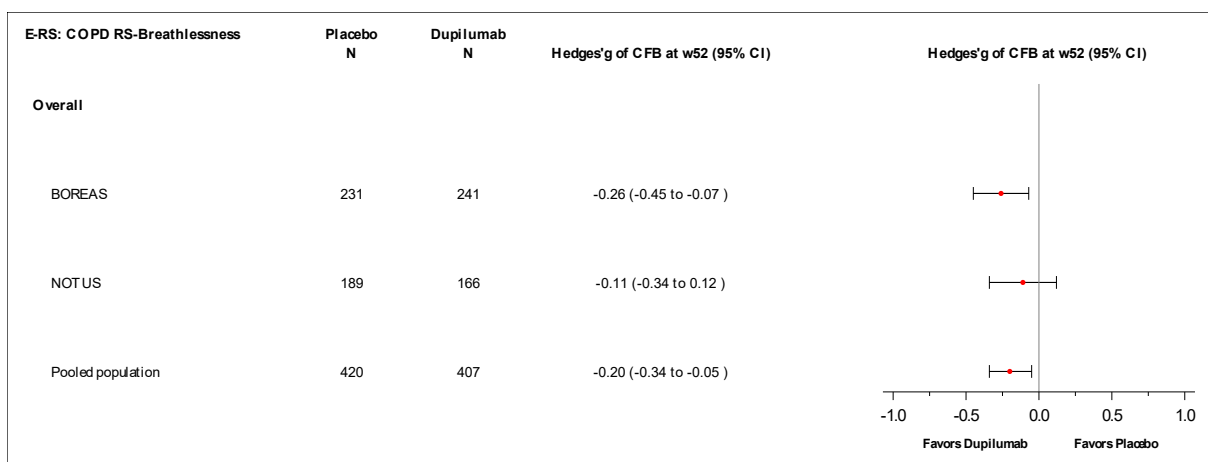 E-RS: COPD RS-Breathlessness Placebo N Dupilumab N Hedges'g of CFB at w52 (95% CI) Hedges'g of CFB at w52 (95% CI)
Overall
BOREAS 231 241 -0.26 (-0.45 to -0.07 )
NOTUS 189 166 -0.11 (-0.34 to 0.12 )
Pooled population 420 407 -0.20 (-0.34 to -0.05 )
-1.0 -0.5 0.0 0.5 1.0
Favors Dupilumab Favors Placebo